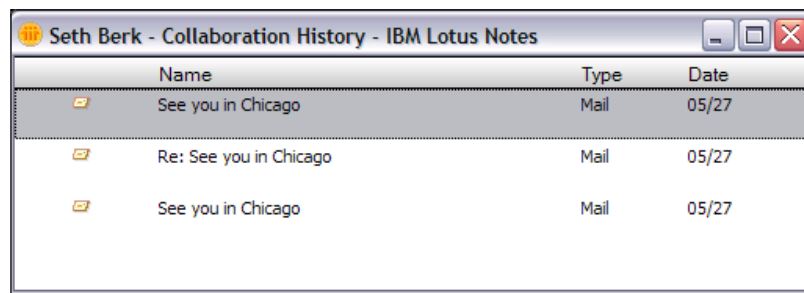 Seth Berk - Collaboration History - IBM Lotus Notes
Name Type Date
See you in Chicago Mail 05/27
Re: See you in Chicago Mail 05/27
See you in Chicago Mail 05/27